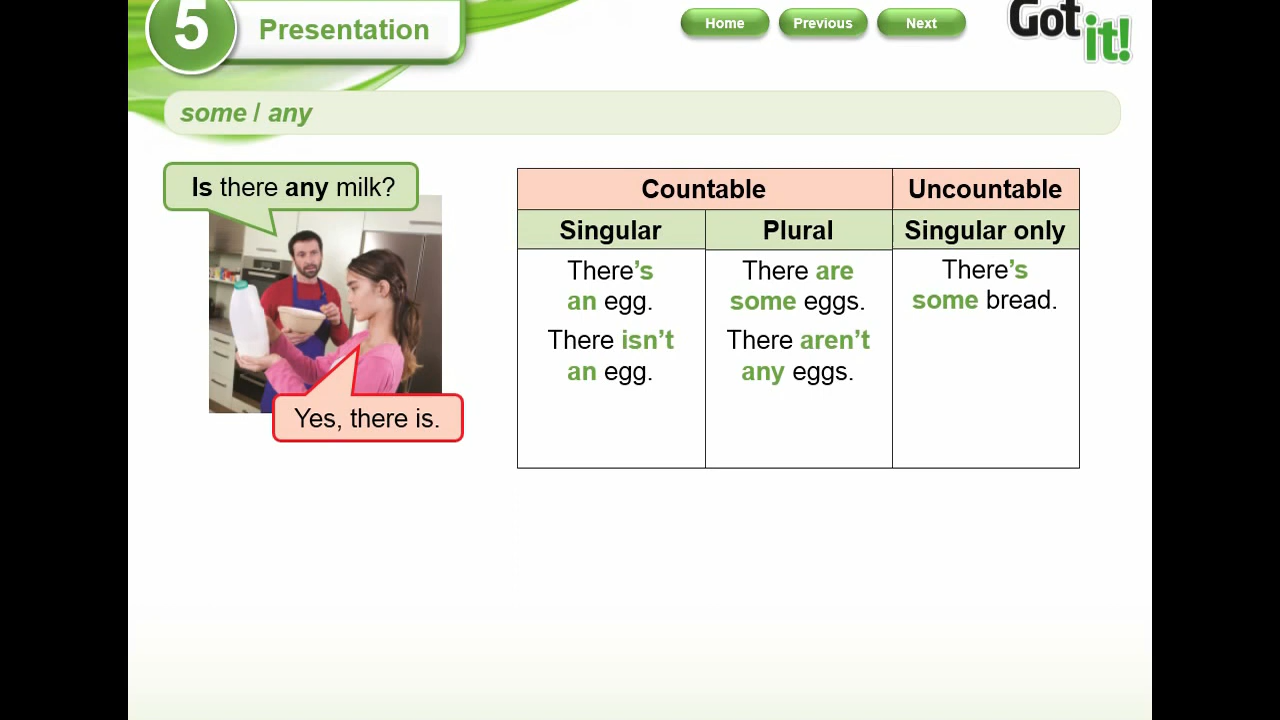 5
Presentation
Home
Previous
Next
Got
it!
some / any
Is there any milk?
Yes, there is.
Countable
Uncountable
Singular
Plural
Singular only
There's
an egg.
There isn't
an egg.
There are
some eggs.
There aren't
any eggs.
There's
some bread.